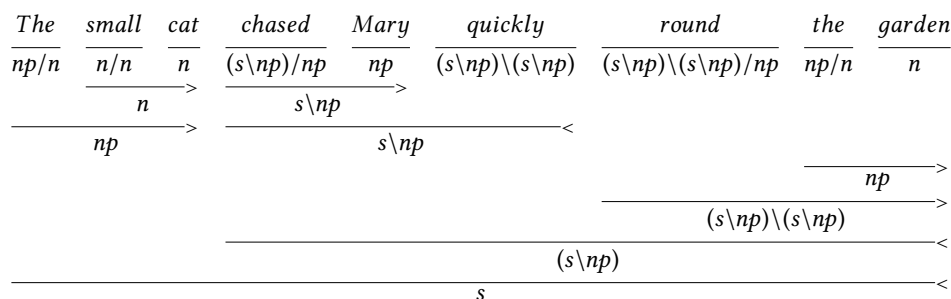 The small cat chased Mary quickly round the garden
np/n n/n n (s\np)/np np (s\np)\(s\np) (s\np)\(s\np)/np np/n n
> >
n s\np
> <
np s\np
>
np
>
(s\np)\(s\np)
<
(s\np)
<
s